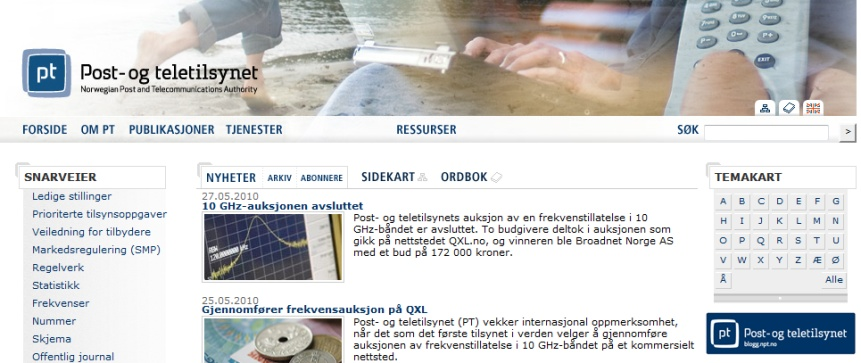 pt Post- og teletilsynet
Norwegian Post and Telecommunications Authority
FORSIDE OM PT PUBLIKASJONER TJENESTER RESSURSER SØK >
SNARVEIER
Ledige stillinger
Prioriterte tilsynsoppgaver
Veiledning for tilbydere
Markedsregulering (SMP)
Regelverk
Statistikk
Frekvenser
Nummer
Skjema
Offentlig journal
NYHETER ARKIV ABONNERE SIDEKART ORDBOK
27.05.2010
10 GHz-auksjonen avsluttet
Post- og teletilsynets auksjon av en frekvenstillatelse i 10
GHz-båndet er avsluttet. To budgivere deltok i auksjonen som
gikk på nettstedet QXL.no, og vinneren ble Broadnet Norge AS
med et bud på 172 000 kroner.
25.05.2010
Gjennomfører frekvensauksjon på QXL
Post- og teletilsynet (PT) vekker internasjonal oppmerksomhet,
når det som det første tilsynet i verden velger å gjennomføre
auksjonen av frekvenstillatelse i 10 GHz-båndet på et kommersielt
nettsted.
TEMAKART
A B C D E F G
H I J K L M N
O P Q R S T U
V W X Y Z Æ Ø
Å Alle
pt Post- og teletilsynet
blogg.npt.no